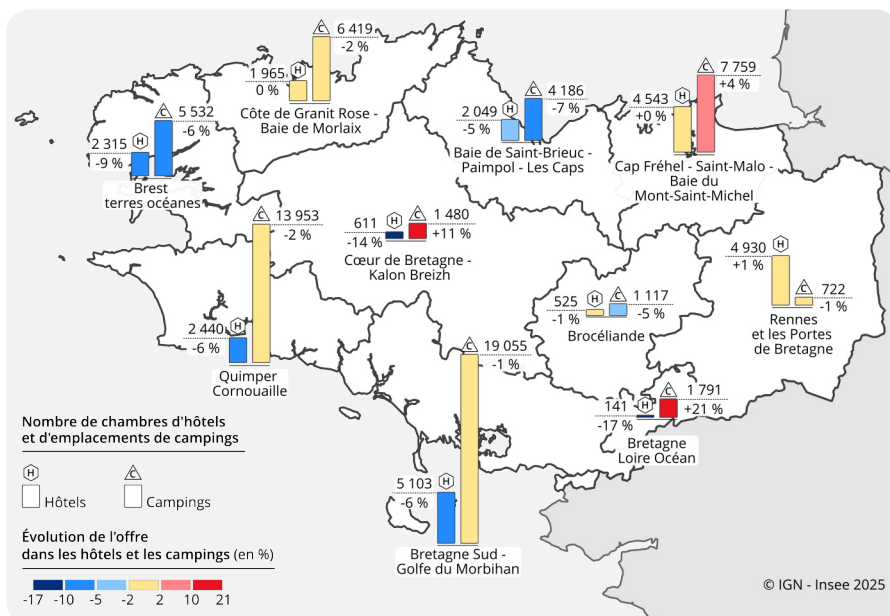 6 419
-2 %
1 965
0 %
H
C
Côte de Granit Rose -
Baie de Morlaix
5 532
-6 %
2 315
-9 %
H
C
Brest
terres océanes
4 186
-7 %
2 049
-5 %
H
C
Baie de Saint-Brieuc -
Paimpol - Les Caps
7 759
+4 %
4 543
+0 %
H
C
Cap Fréhel - Saint-Malo -
Baie du
Mont-Saint-Michel
13 953
-2 %
2 440
-6 %
H
C
Quimper
Cornouaille
611
-14 %
H
C
1 480
+11 %
Cœur de Bretagne -
Kalon Breizh
4 930
+1 %
H
C
722
-1 %
Rennes
et les Portes
de Bretagne
525
-1 %
H
C
1 117
-5 %
Brocéliande
19 055
-1 %
5 103
-6 %
H
C
Bretagne Sud -
Golfe du Morbihan
141
-17 %
H
C
1 791
+21 %
Bretagne
Loire Océan
Nombre de chambres d'hôtels
et d'emplacements de campings
H
C
Hôtels
Campings
Évolution de l'offre
dans les hôtels et les campings (en %)
-17 -10 -5 -2 2 10 21
© IGN - Insee 2025